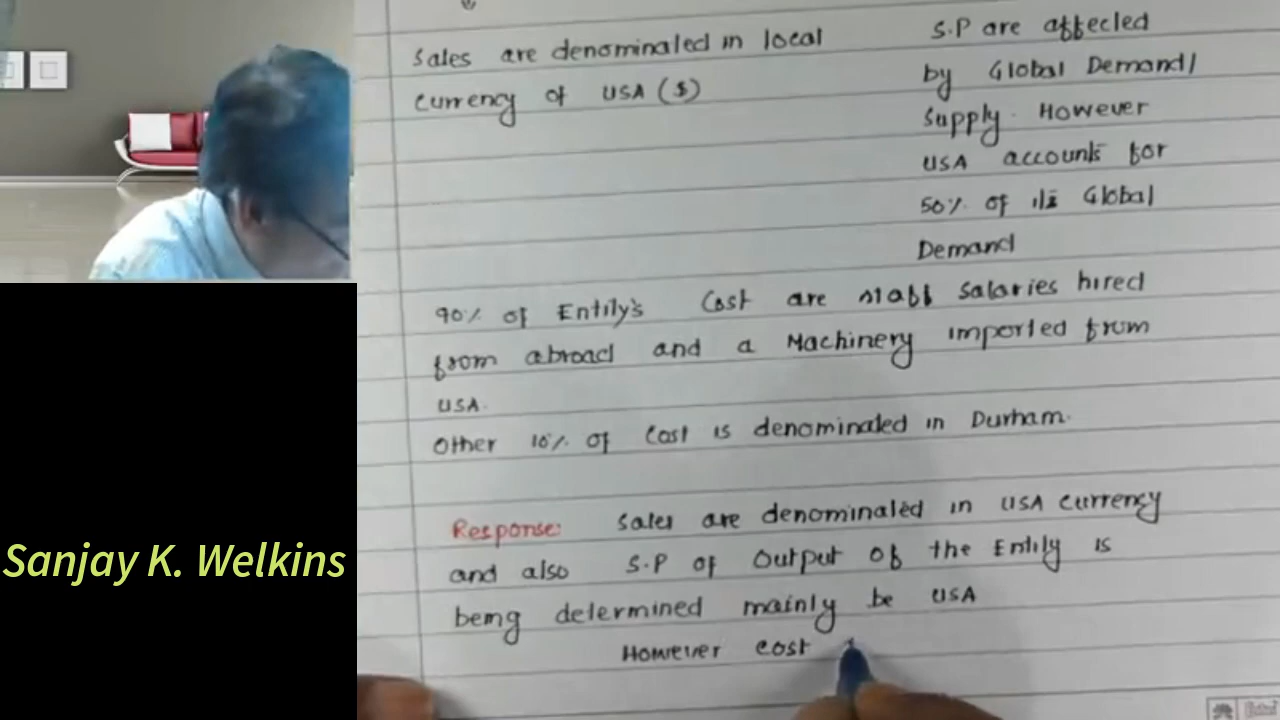 Sales are denominated in local
currency of USA ($)
S.P are affected
by Global Demand/
Supply. However
USA accounts for
50% of its Global
Demand
90% of Entity's Cost are staff salaries hired
from abroad and a Machinery imported from
USA.
Other 10% of Cost is denominated in Durham.
Response: Sales are denominated in USA currency
and also S.P of Output of the Entity is
being determined mainly be USA
However cost
Sanjay K. Welkins